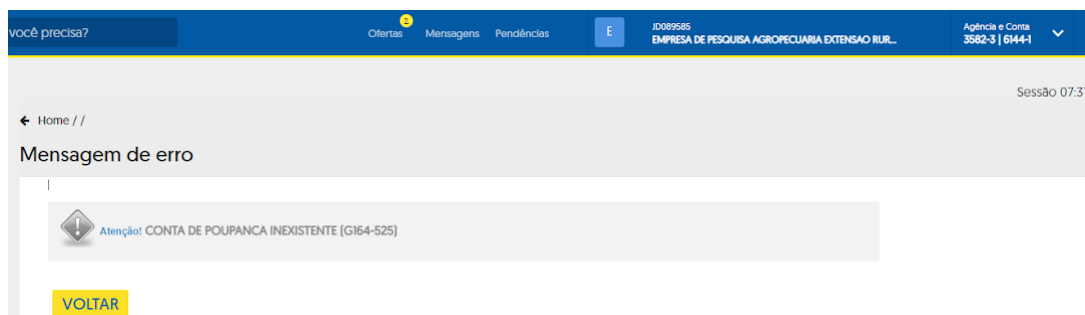 você precisa?
2
Ofertas Mensagens Pendências
E
JD089585
EMPRESA DE PESQUISA AGROPECUARIA EXTENSAO RUR...
Agência e Conta
3582-3 | 6144-1
Sessão 07:3
Home / /
Mensagem de erro
Atenção! CONTA DE POUPANCA INEXISTENTE (G164-525)
VOLTAR